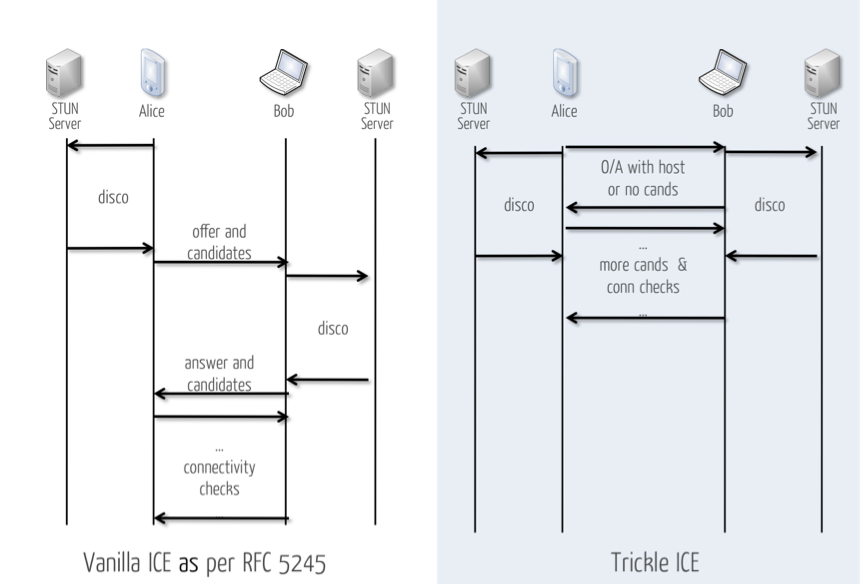 STUN
Server
Alice
Bob
STUN
Server
disco
offer and
candidates
disco
answer and
candidates
...
connectivity
checks
...
Vanilla ICE as per RFC 5245
STUN
Server
Alice
Bob
STUN
Server
O/A with host
or no cands
disco
disco
...
more cands & 
conn checks
...
Trickle ICE